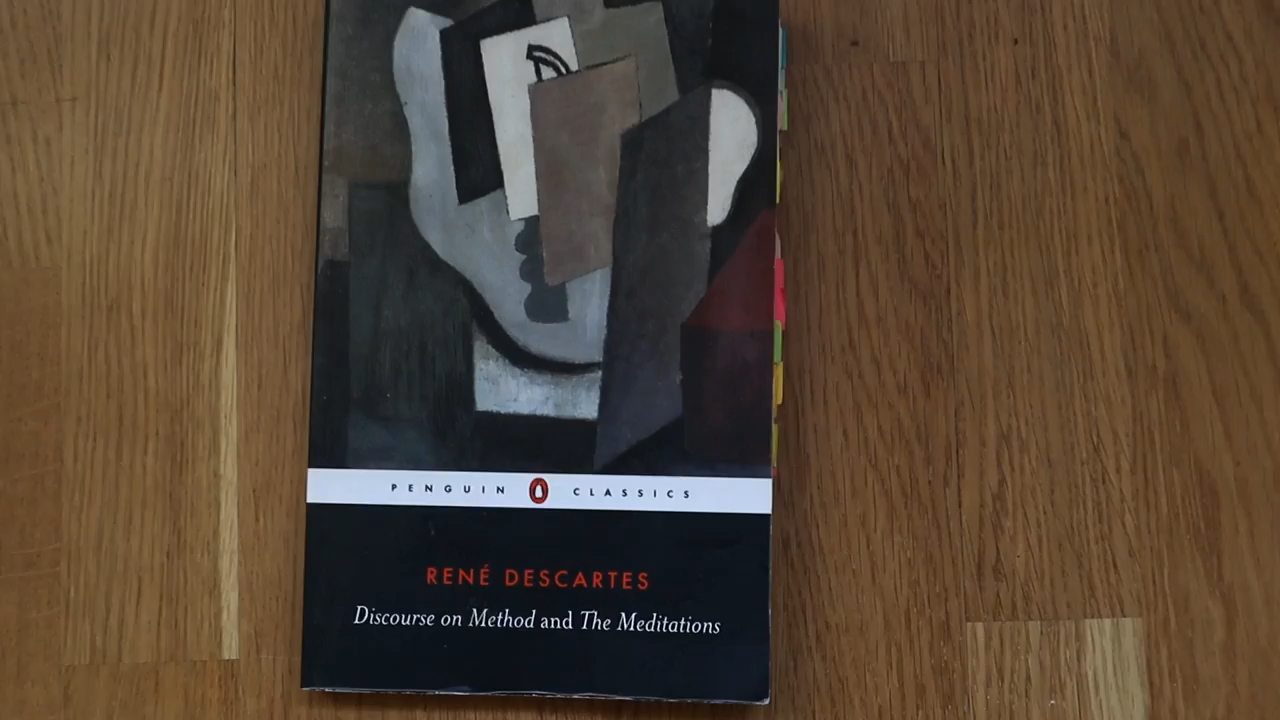 PENGUIN CLASSICS
RENÉ DESCARTES
Discourse on Method and The Meditations